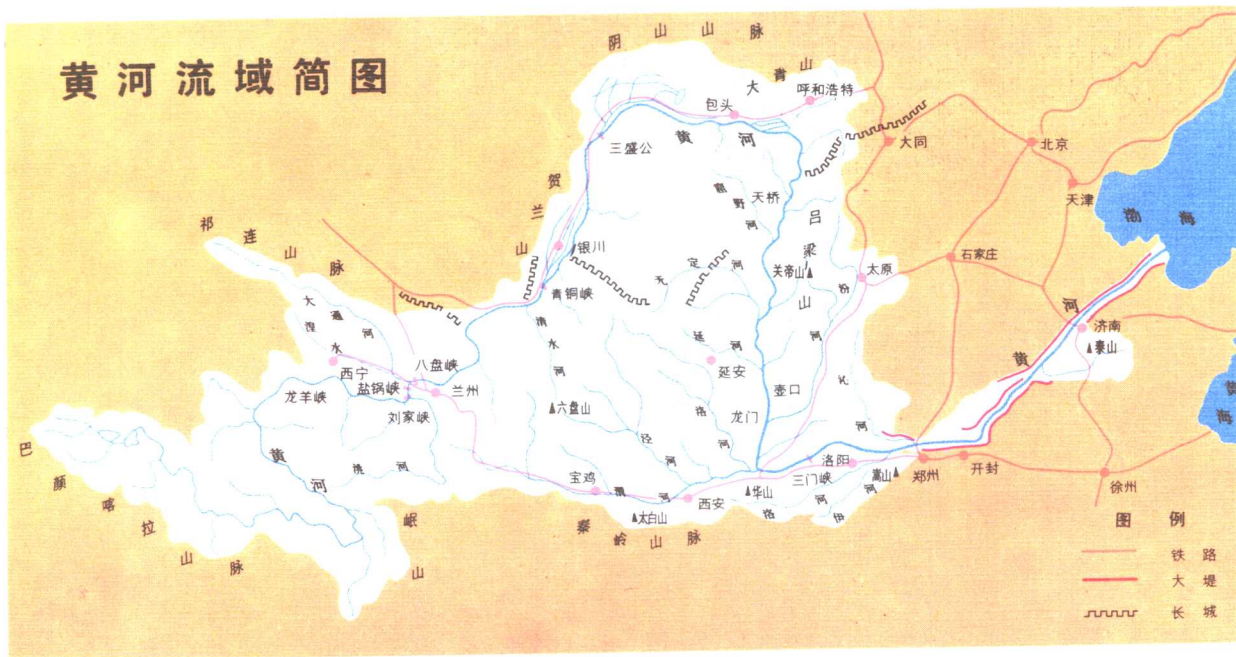 黄河流域简图
阴山山脉
大青山
呼和浩特
包头
黄河
三盛公
大同
北京
天津
渤海
贺兰山
窟野河
天桥
吕梁山
祁连山脉
银川
无定河
关帝山
太原
石家庄
青铜峡
汾河
大通河
湟水
清水河
延河
延安
黄河
济南
泰山
黄海
西宁
八盘峡
盐锅峡
兰州
刘家峡
龙羊峡
六盘山
洛河
壶口
龙门
沁河
泾河
黄河
洮河
巴颜喀拉山脉
岷山
宝鸡
渭河
西安
华山
三门峡
洛阳
嵩山
郑州
开封
徐州
太白山
洛河
伊河
秦岭山脉
图例
铁路
大堤
长城